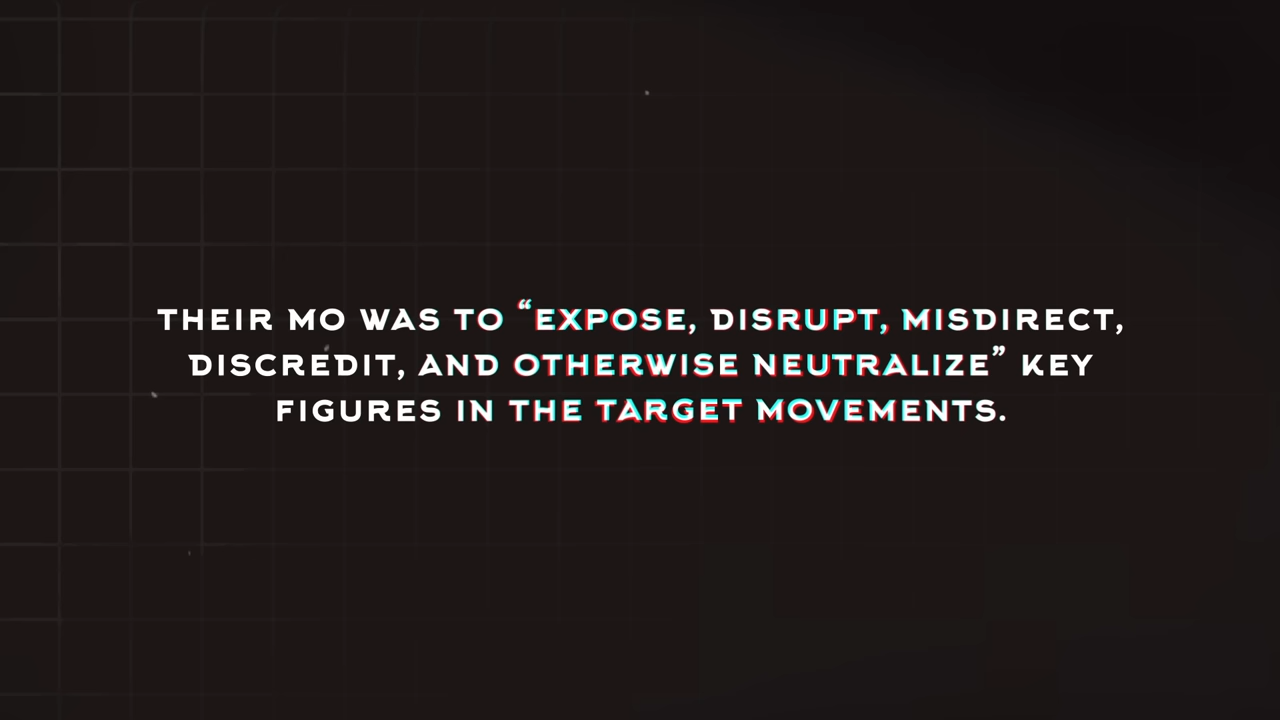 THEIR MO WAS TO “EXPOSE, DISRUPT, MISDIRECT,
DISCREDIT, AND OTHERWISE NEUTRALIZE” KEY
FIGURES IN THE TARGET MOVEMENTS.